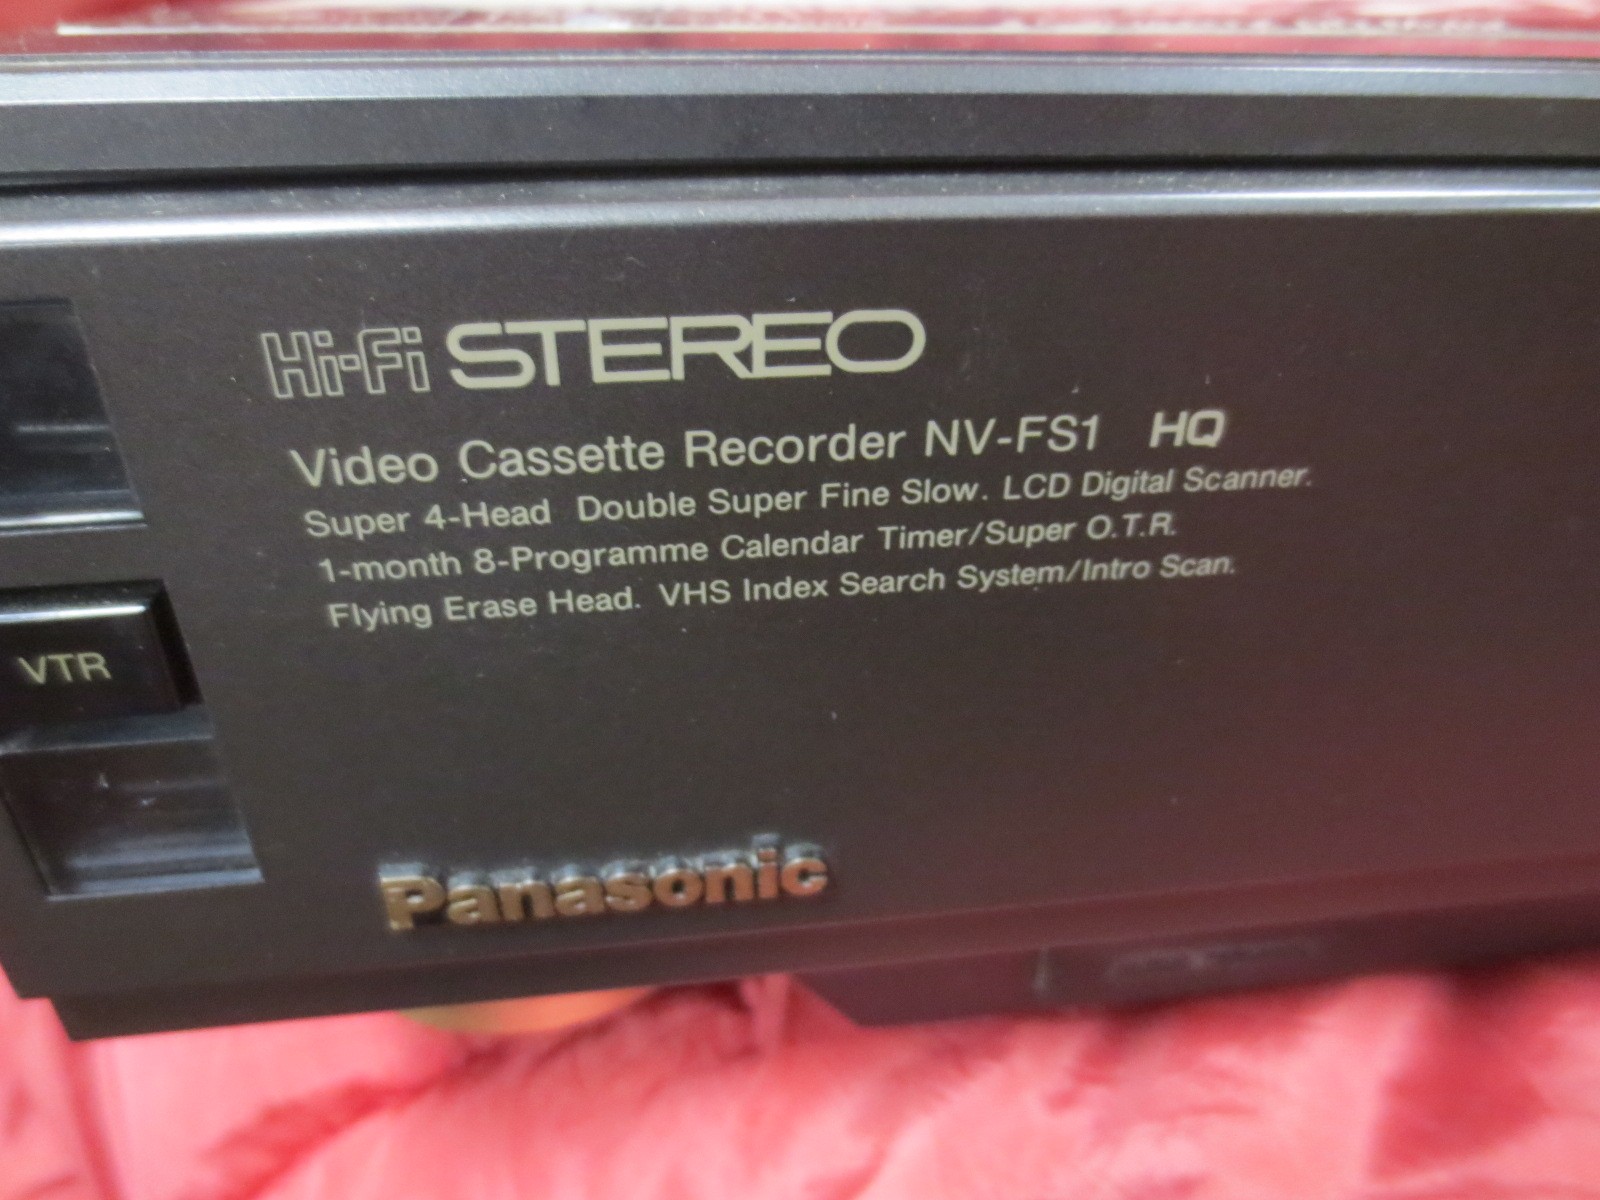 Hi-Fi STEREO
Video Cassette Recorder NV-FS1 HQ
Super 4-Head Double Super Fine Slow. LCD Digital Scanner.
1-month 8-Programme Calendar Timer/Super O.T.R.
Flying Erase Head. VHS Index Search System/Intro Scan.
VTR
Panasonic